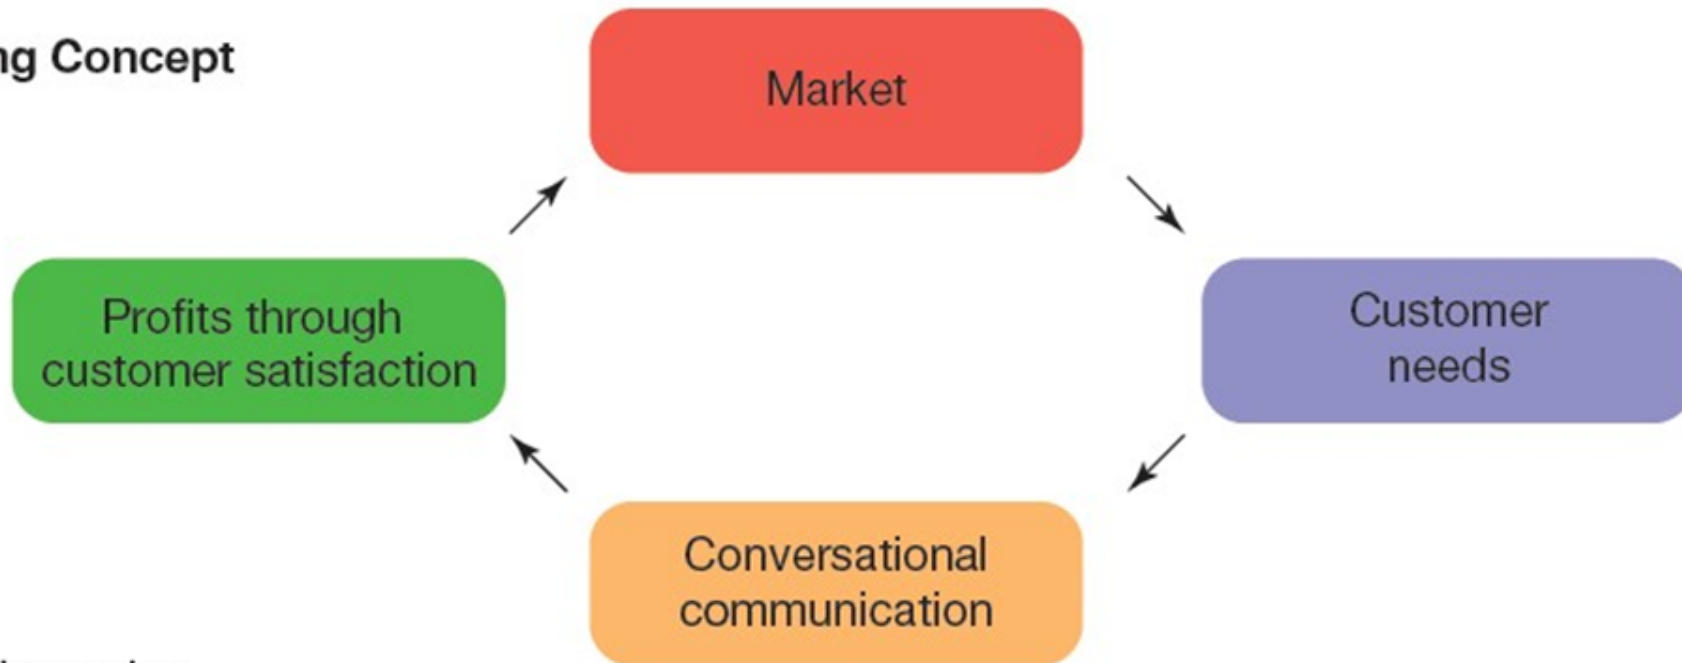 ng Concept
Market
Profits through
customer satisfaction
Customer
needs
Conversational
communication